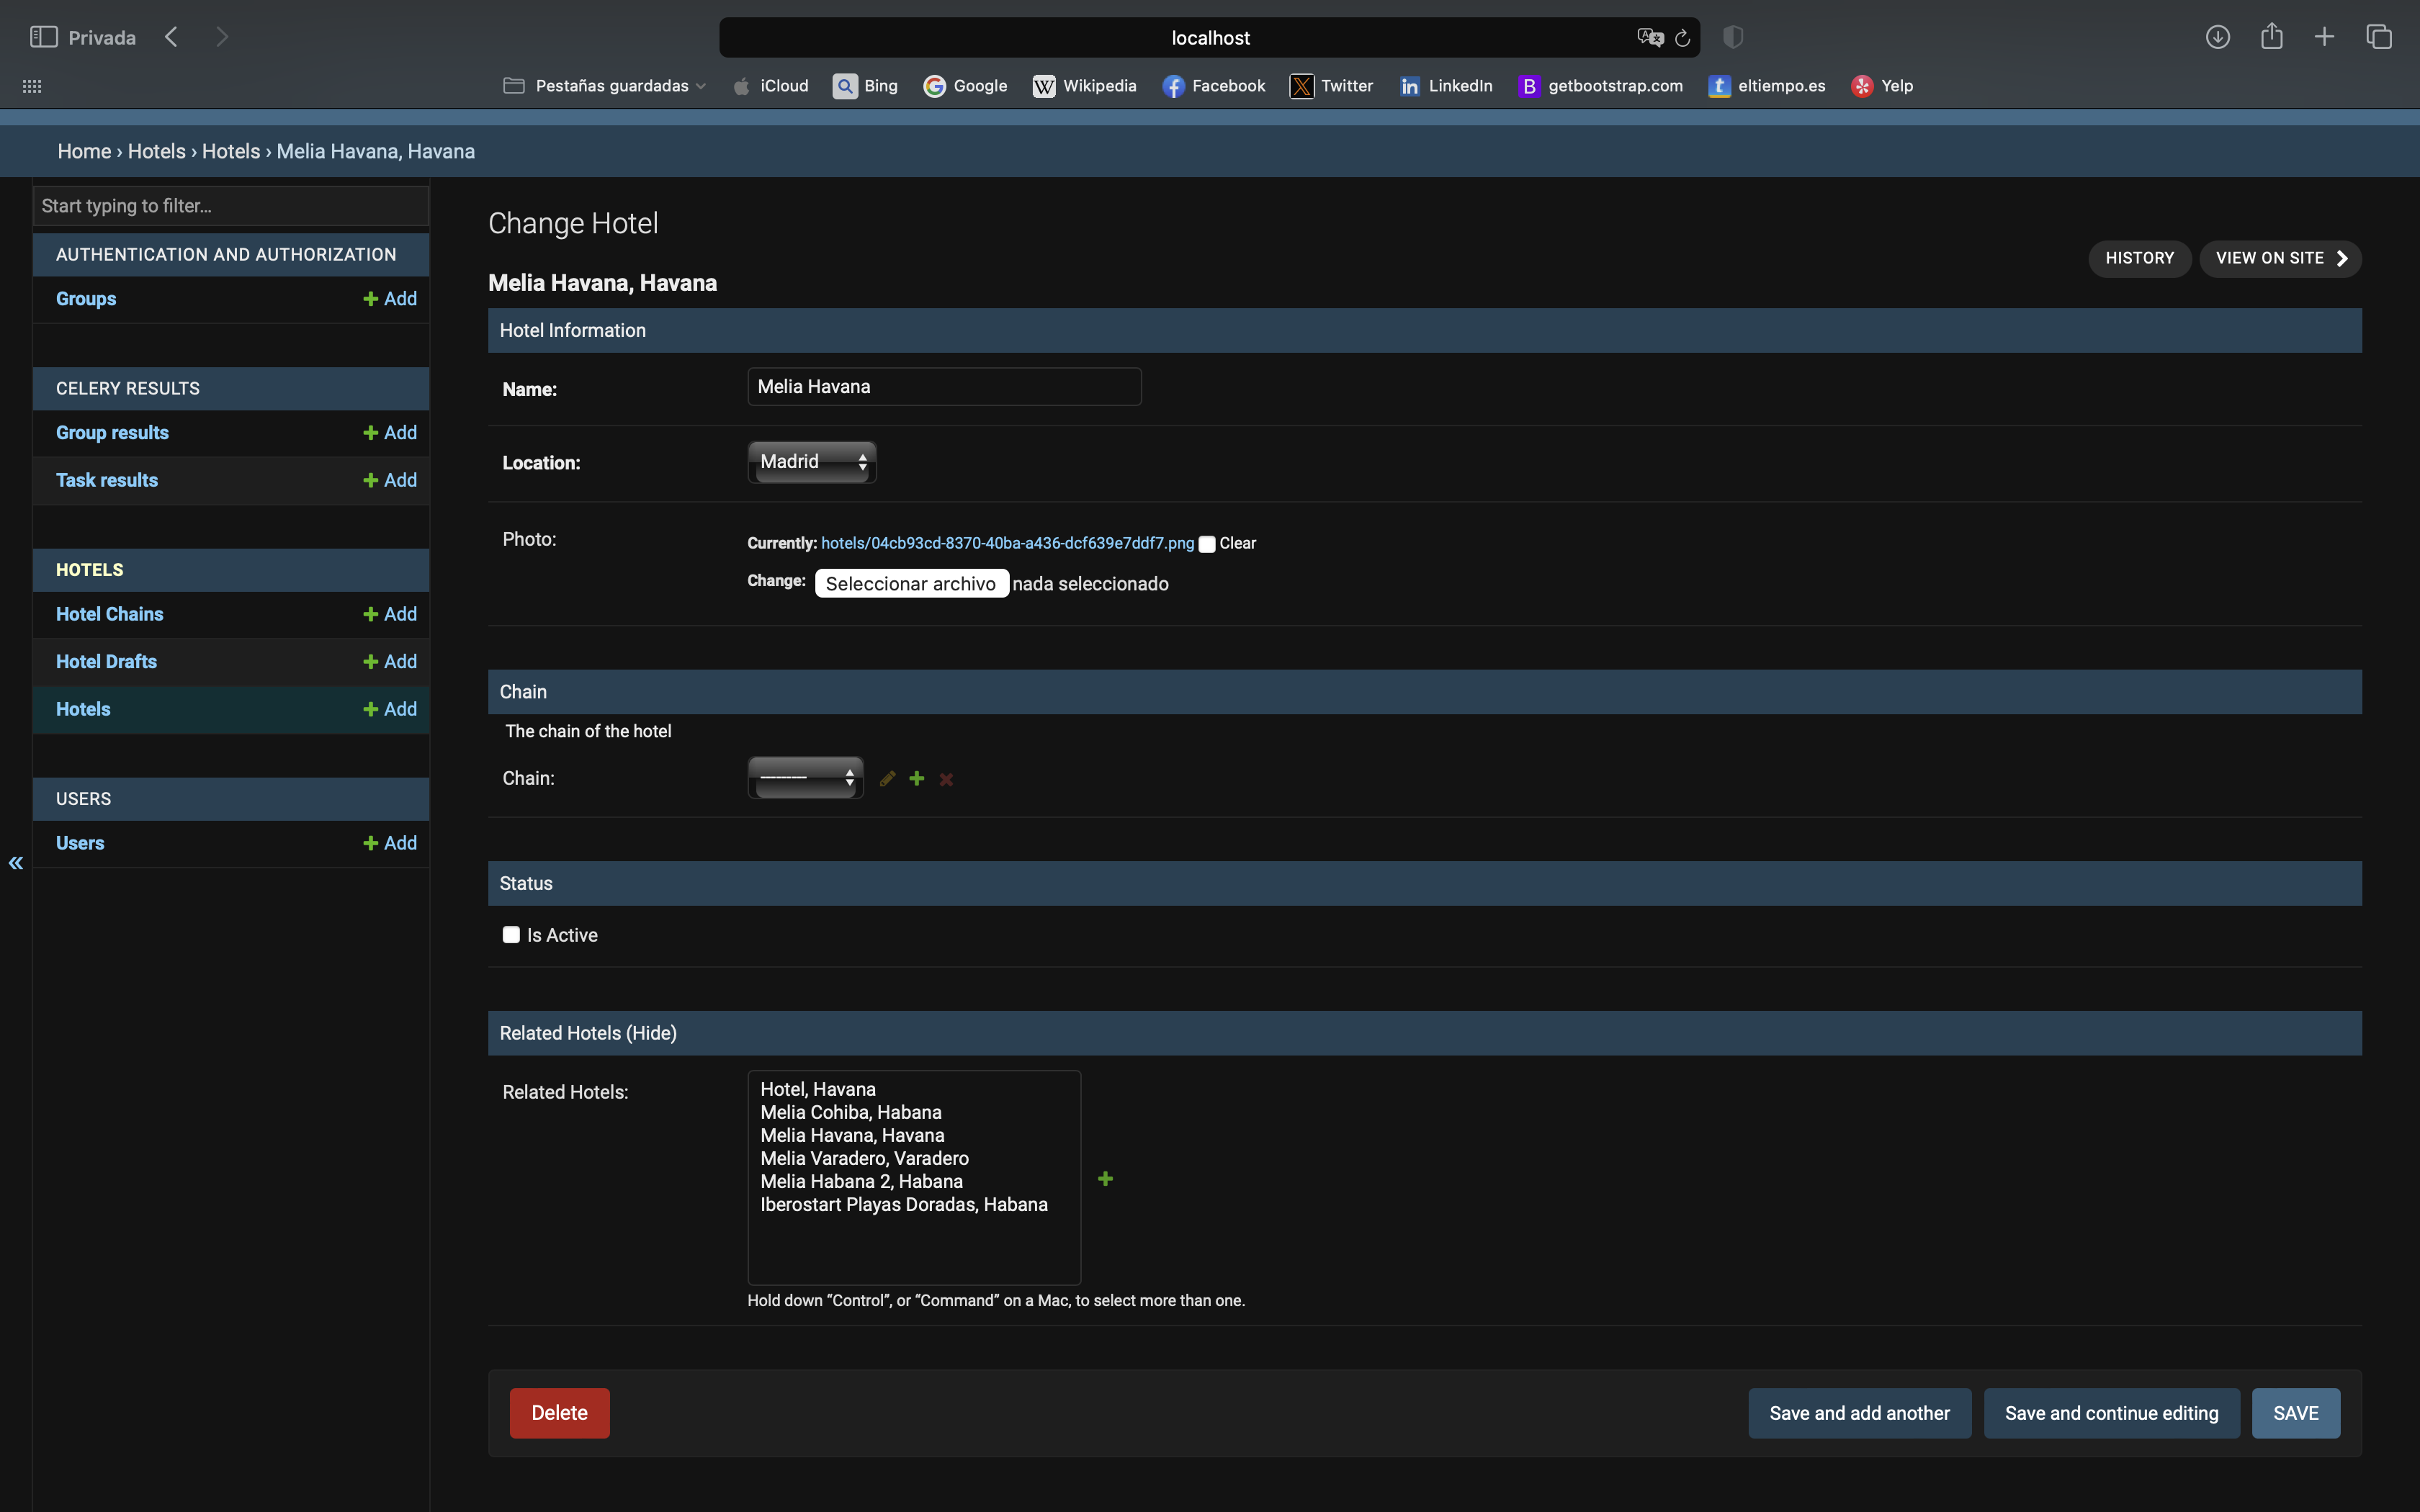 Privada
localhost
Pestañas guardadas iCloud Bing Google Wikipedia Facebook Twitter LinkedIn getbootstrap.com eltiempo.es Yelp
Home › Hotels › Hotels › Melia Havana, Havana
Start typing to filter...
AUTHENTICATION AND AUTHORIZATION
Groups Add
CELERY RESULTS
Group results Add
Task results Add
HOTELS
Hotel Chains Add
Hotel Drafts Add
Hotels Add
USERS
Users Add
«
Change Hotel
HISTORY VIEW ON SITE
Melia Havana, Havana
Hotel Information
Name: Melia Havana
Location: Madrid
Photo: Currently: hotels/04cb93cd-8370-40ba-a436-dcf639e7ddf7.png Clear
Change: Seleccionar archivo nada seleccionado
Chain
The chain of the hotel
Chain: ---------
Status
Is Active
Related Hotels (Hide)
Related Hotels:
Hotel, Havana
Melia Cohiba, Habana
Melia Havana, Havana
Melia Varadero, Varadero
Melia Habana 2, Habana
Iberostart Playas Doradas, Habana
Hold down “Control”, or “Command” on a Mac, to select more than one.
Delete Save and add another Save and continue editing SAVE